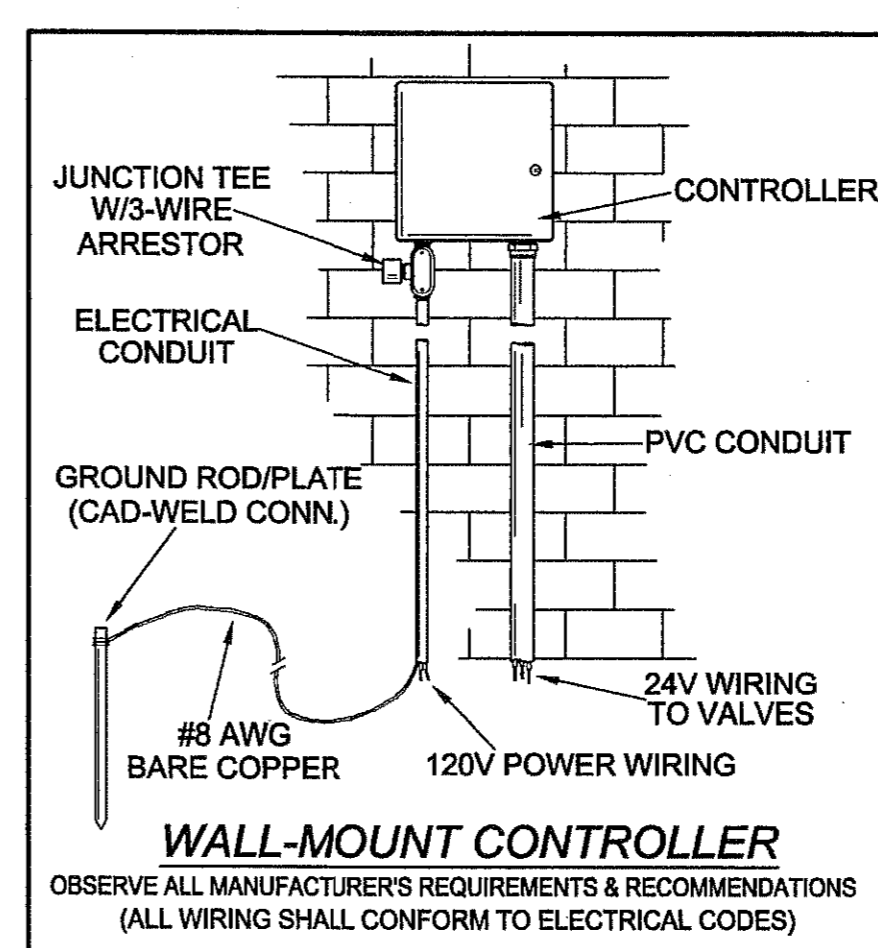 JUNCTION TEE
W/3-WIRE
ARRESTOR
CONTROLLER
ELECTRICAL
CONDUIT
PVC CONDUIT
GROUND ROD/PLATE
(CAD-WELD CONN.)
24V WIRING
TO VALVES
#8 AWG
BARE COPPER
120V POWER WIRING
WALL-MOUNT CONTROLLER
OBSERVE ALL MANUFACTURER'S REQUIREMENTS & RECOMMENDATIONS
(ALL WIRING SHALL CONFORM TO ELECTRICAL CODES)